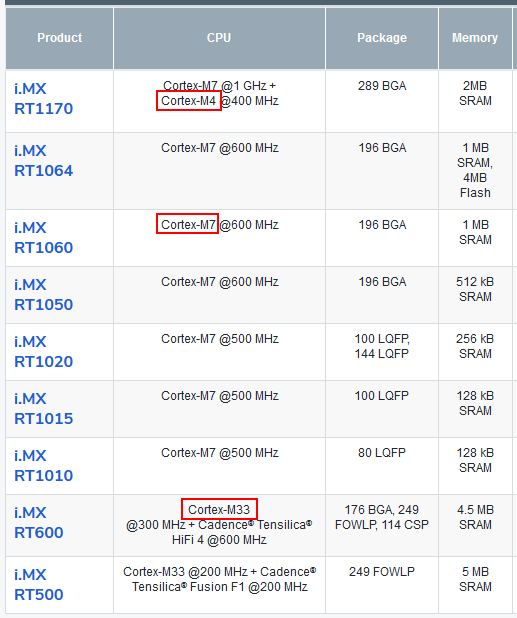 Product CPU Package Memory
i.MX RT1170 Cortex-M7 @1 GHz + Cortex-M4 @400 MHz 289 BGA 2MB SRAM
i.MX RT1064 Cortex-M7 @600 MHz 196 BGA 1 MB SRAM, 4MB Flash
i.MX RT1060 Cortex-M7 @600 MHz 196 BGA 1 MB SRAM
i.MX RT1050 Cortex-M7 @600 MHz 196 BGA 512 kB SRAM
i.MX RT1020 Cortex-M7 @500 MHz 100 LQFP, 144 LQFP 256 kB SRAM
i.MX RT1015 Cortex-M7 @500 MHz 100 LQFP 128 kB SRAM
i.MX RT1010 Cortex-M7 @500 MHz 80 LQFP 128 kB SRAM
i.MX RT600 Cortex-M33 @300 MHz + Cadence® Tensilica® HiFi 4 @600 MHz 176 BGA, 249 FOWLP, 114 CSP 4.5 MB SRAM
i.MX RT500 Cortex-M33 @200 MHz + Cadence® Tensilica® Fusion F1 @200 MHz 249 FOWLP 5 MB SRAM